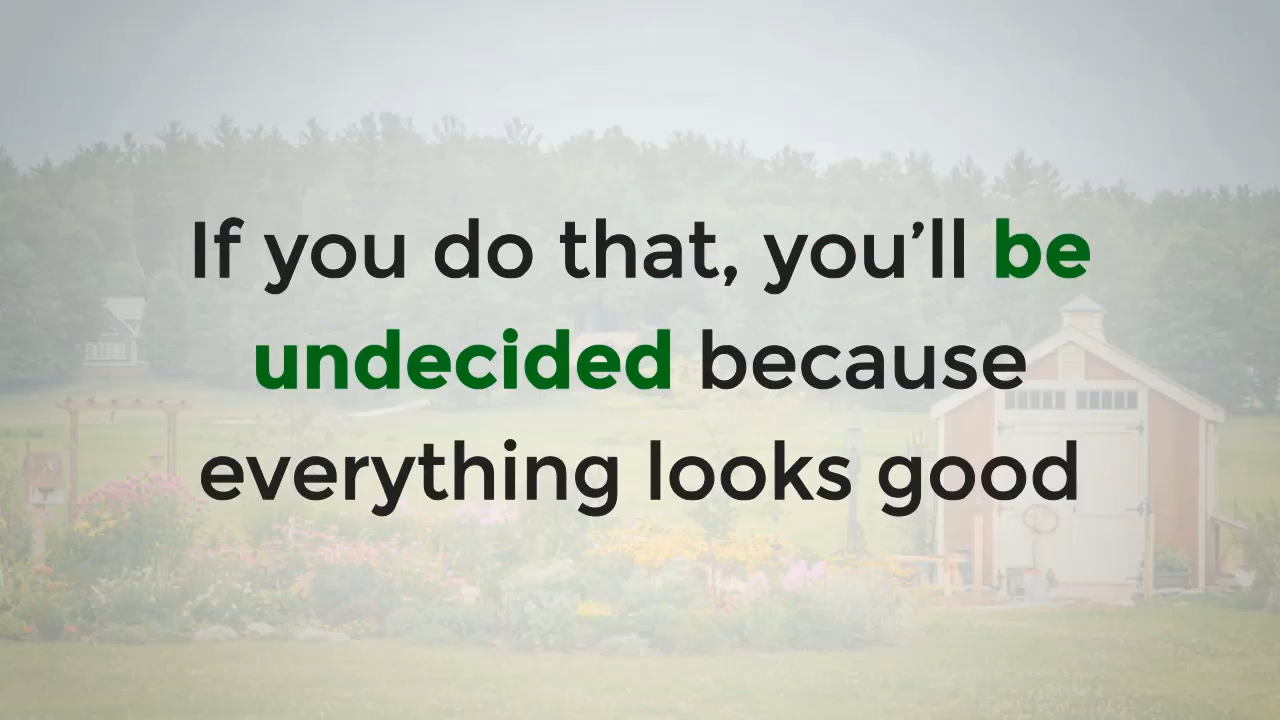 If you do that, you’ll be
undecided because
everything looks good